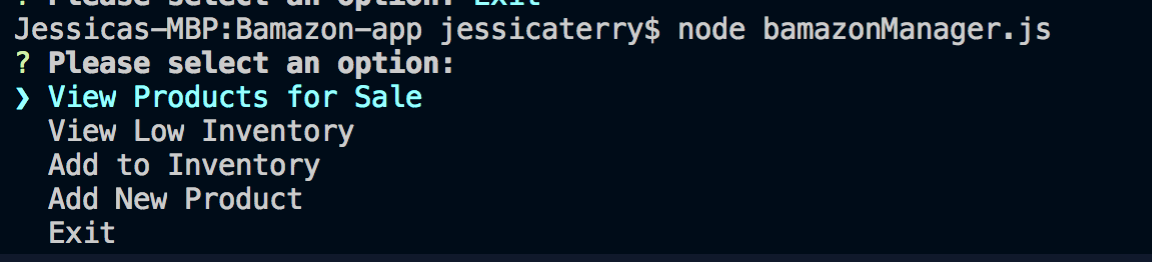 ? Please select an option: Exit
Jessicas-MBP:Bamazon-app jessicaterry$ node bamazonManager.js
? Please select an option:
❯ View Products for Sale
  View Low Inventory
  Add to Inventory
  Add New Product
  Exit